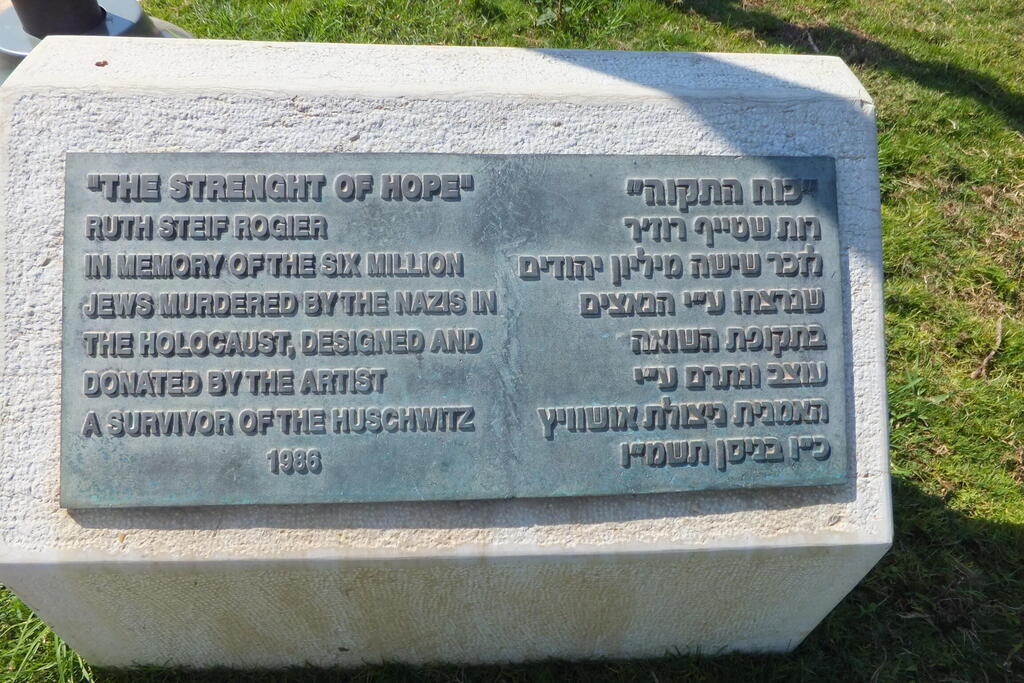 "THE STRENGHT OF HOPE"
RUTH STEIF ROGIER
IN MEMORY OF THE SIX MILLION
JEWS MURDERED BY THE NAZIS IN
THE HOLOCAUST, DESIGNED AND
DONATED BY THE ARTIST
A SURVIVOR OF THE HUSCHWITZ
1986
"כוח התקוה"
רות שטייף רוזיר
לזכר שישה מיליון יהודים
שנרצחו ע"י הנאצים
בתקופת השואה
עוצב ונתרם ע"י
האמנית ניצולת אושוויץ
כ"ו בניסן תשמ"ו